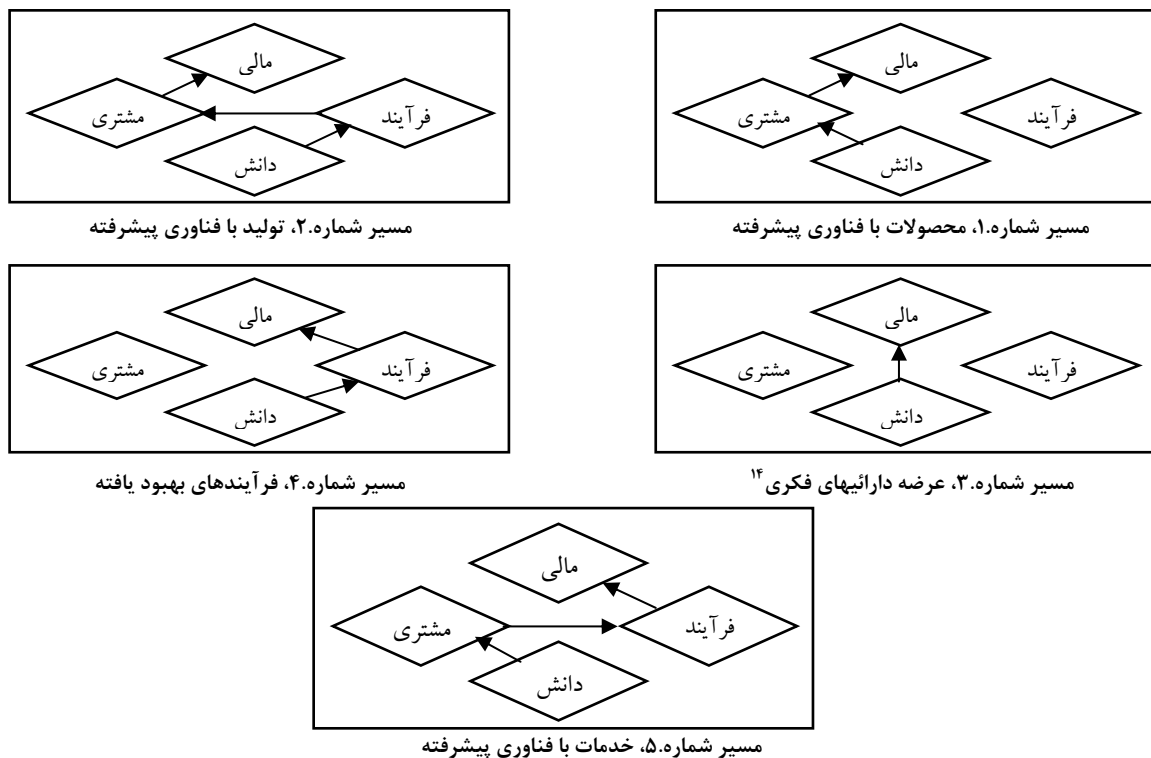 مالی
مشتری
فرآیند
دانش
مسیر شماره.۱، محصولات با فناوری پیشرفته
مالی
مشتری
فرآیند
دانش
مسیر شماره.۲، تولید با فناوری پیشرفته
مالی
مشتری
فرآیند
دانش
مسیر شماره.۳، عرضه دارائیهای فکری۱۴
مالی
مشتری
فرآیند
دانش
مسیر شماره.۴، فرآیندهای بهبود یافته
مالی
مشتری
فرآیند
دانش
مسیر شماره.۵، خدمات با فناوری پیشرفته